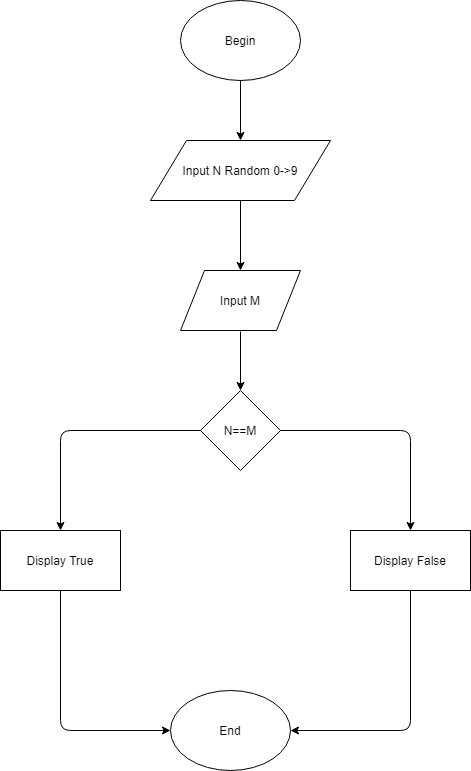 Begin
Input N Random 0->9
Input M
N==M
Display True
Display False
End